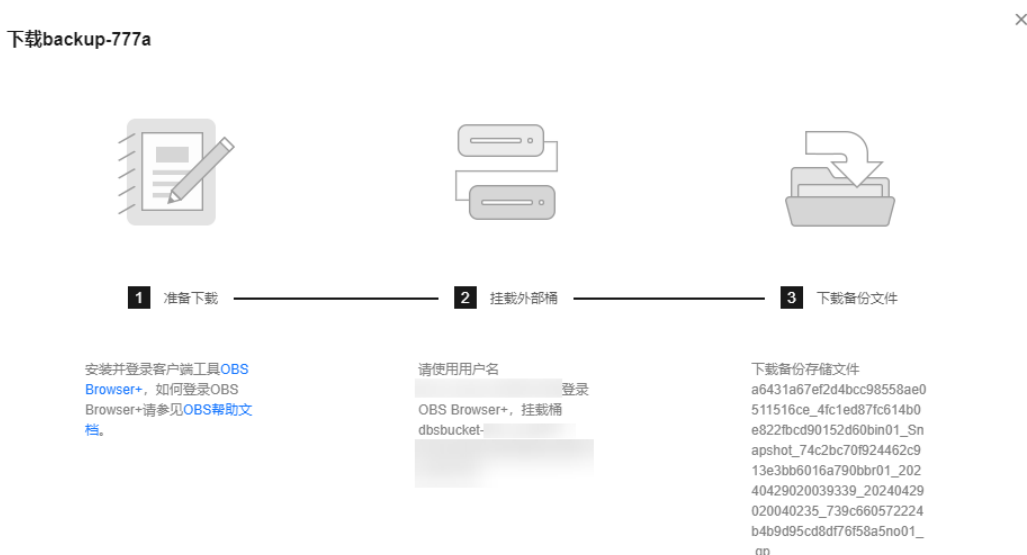 下载backup-777a
1 准备下载
2 挂载外部桶
3 下载备份文件
安装并登录客户端工具OBS
Browser+，如何登录OBS
Browser+请参见OBS帮助文
档。
请使用用户名
登录
OBS Browser+，挂载桶
dbsbucket-
下载备份存储文件
a6431a67ef2d4bcc98558ae0
511516ce_4fc1ed87fc614b0
e822fbcd90152d60bin01_Sn
apshot_74c2bc70f924462c9
13e3bb6016a790bbr01_202
40429020039339_20240429
020040235_739c660572224
b4b9d95cd8df76f58a5no01_
qp